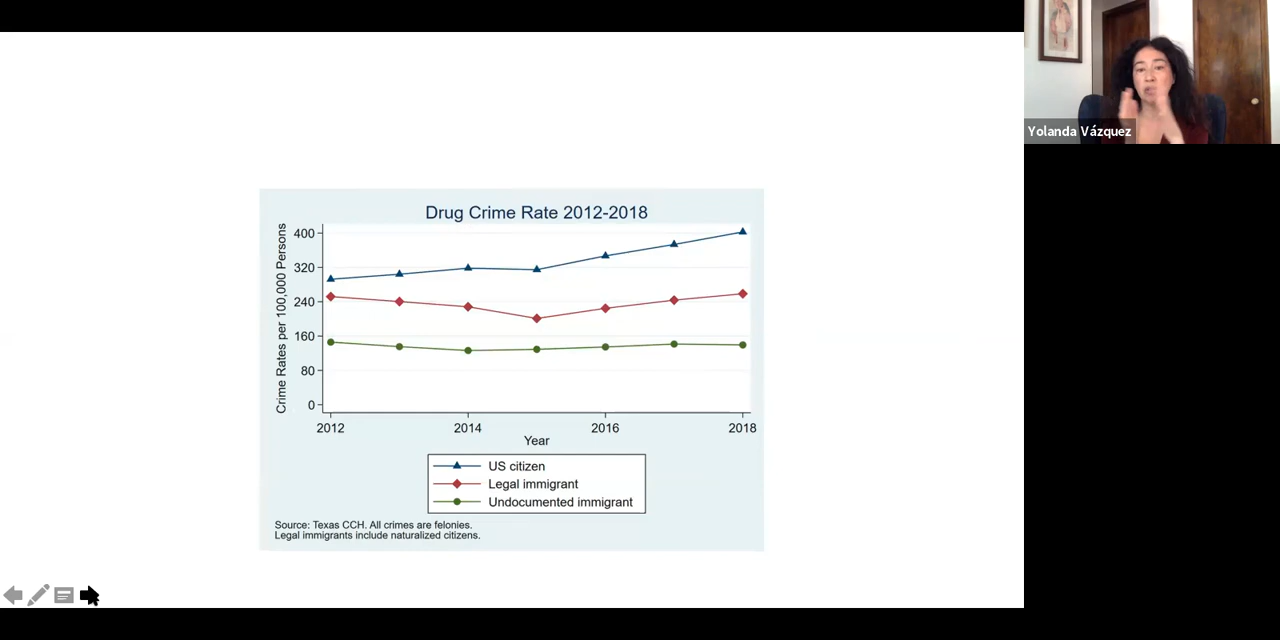 Yolanda Vázquez
Drug Crime Rate 2012-2018
Crime Rates per 100,000 Persons
400
320
240
160
80
0
2012 2014 2016 2018
Year
US citizen
Legal immigrant
Undocumented immigrant
Source: Texas CCH. All crimes are felonies.
Legal immigrants include naturalized citizens.